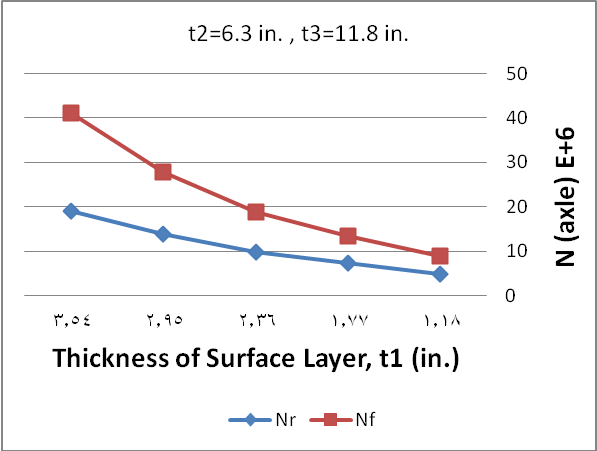 t2=6.3 in. , t3=11.8 in.
50
40
30
20
10
0
N (axle) E+6
٣,٥٤ ٢,٩٥ ٢,٣٦ ١,٧٧ ١,١٨
Thickness of Surface Layer, t1 (in.)
Nr Nf